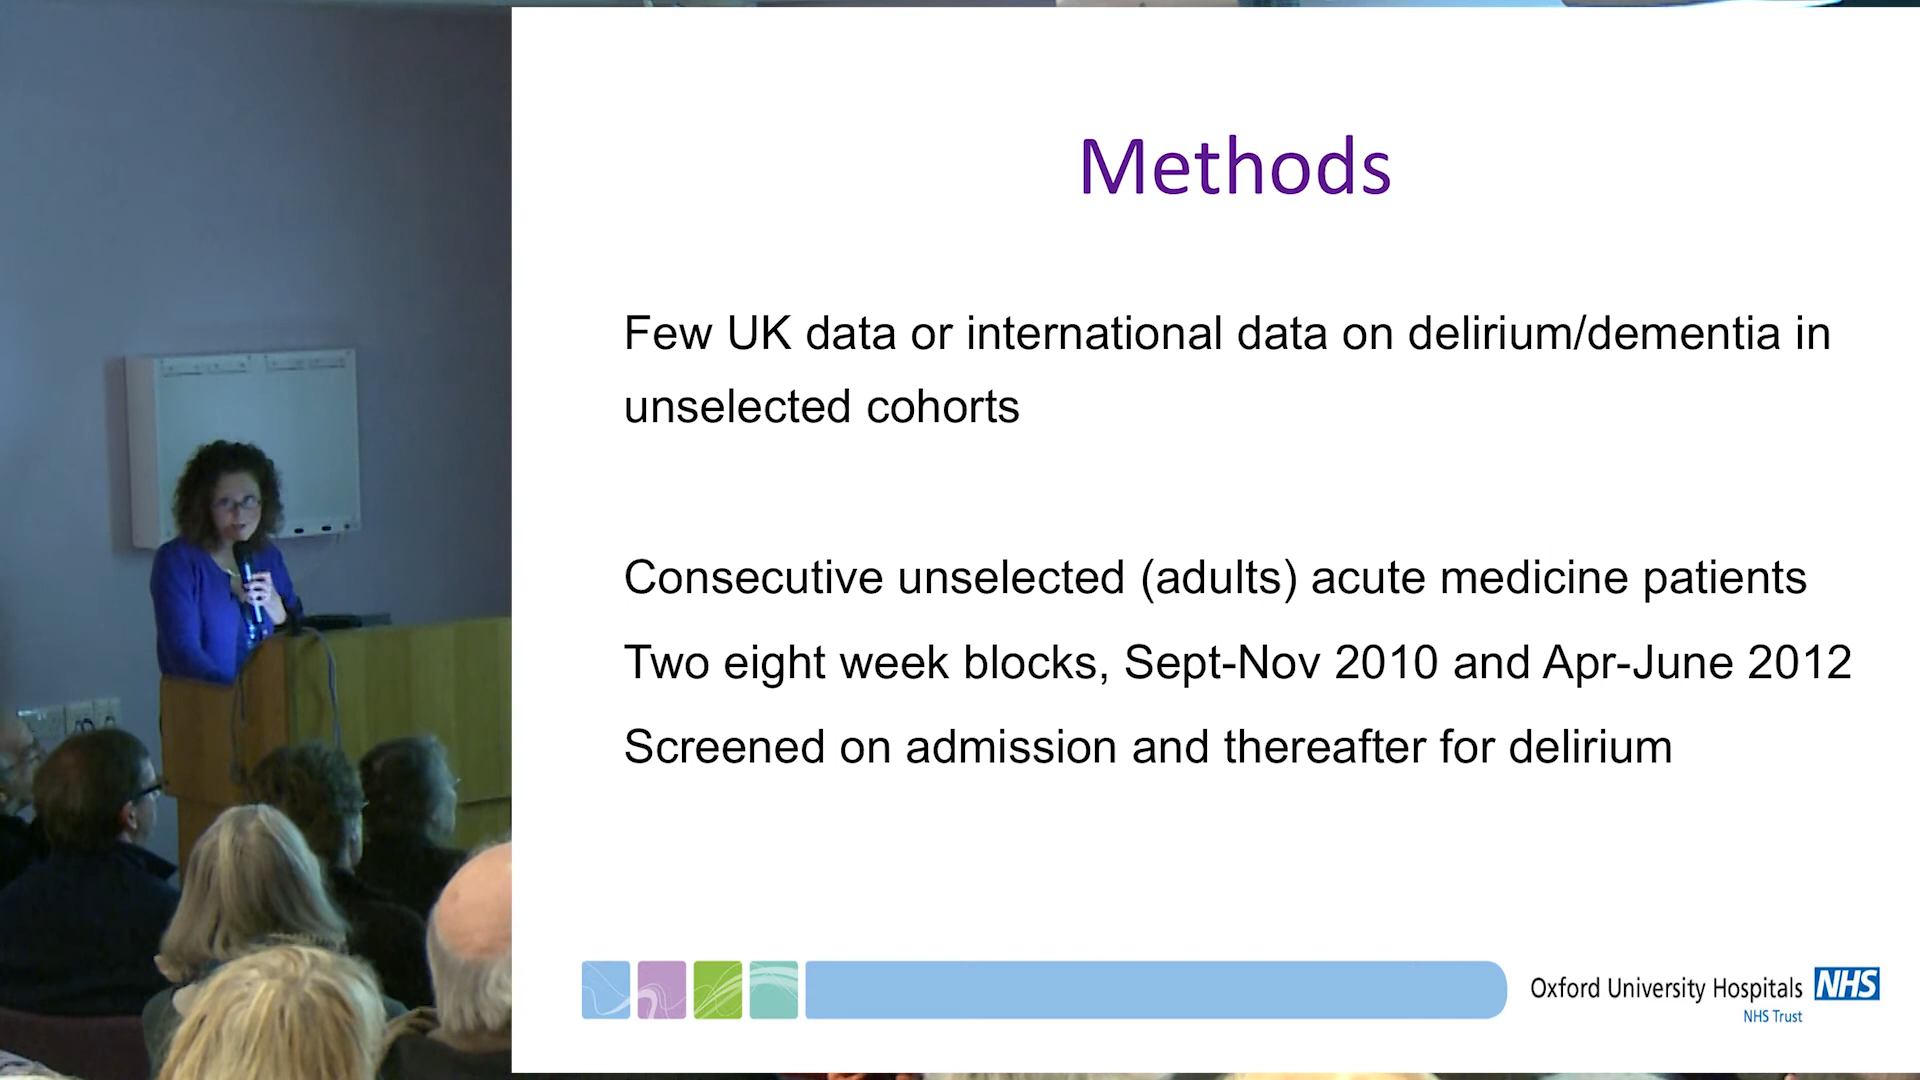 Methods
Few UK data or international data on delirium/dementia in
unselected cohorts
Consecutive unselected (adults) acute medicine patients
Two eight week blocks, Sept-Nov 2010 and Apr-June 2012
Screened on admission and thereafter for delirium
Oxford University Hospitals NHS
NHS Trust